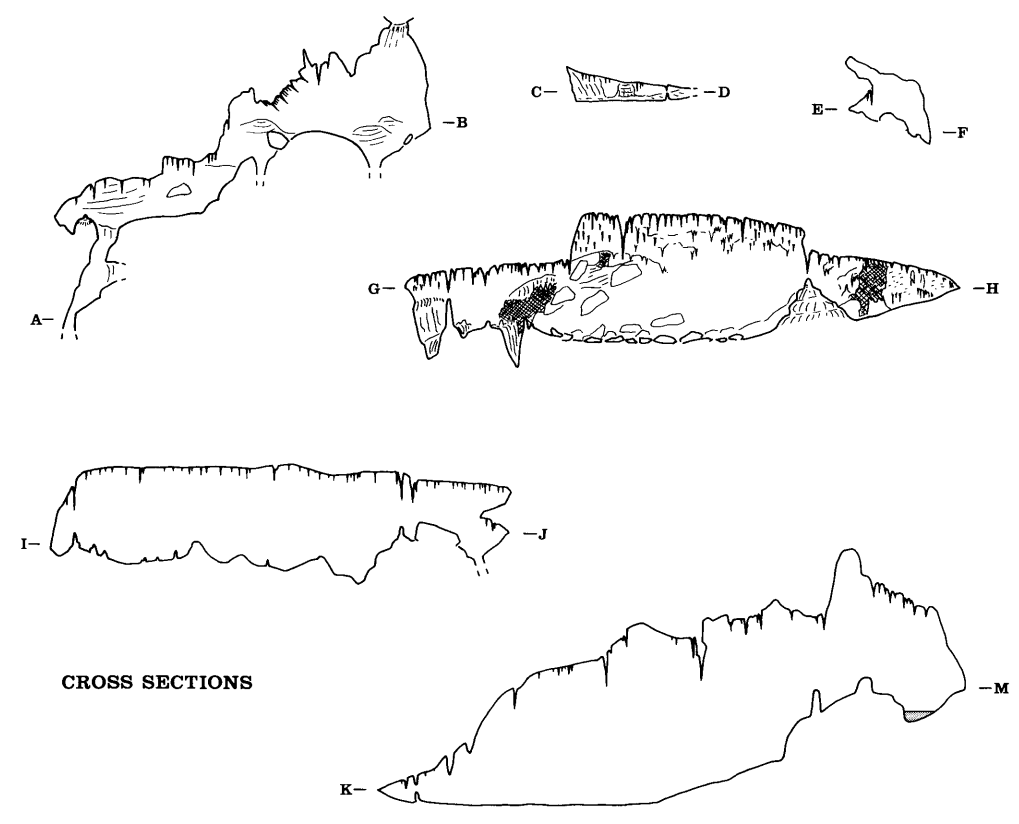 C— —D
E— —F
—B
G— —H
A—
I— —J
CROSS SECTIONS
—M
K—